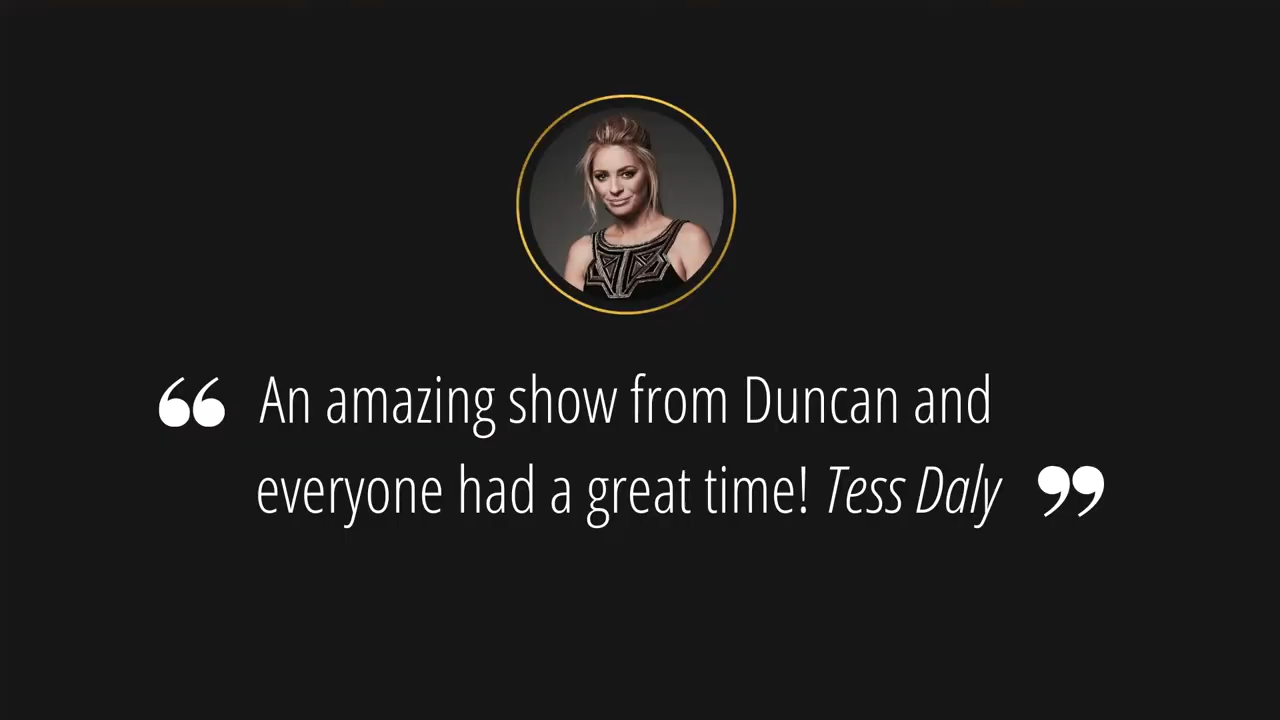 “ An amazing show from Duncan and
everyone had a great time! Tess Daly ”